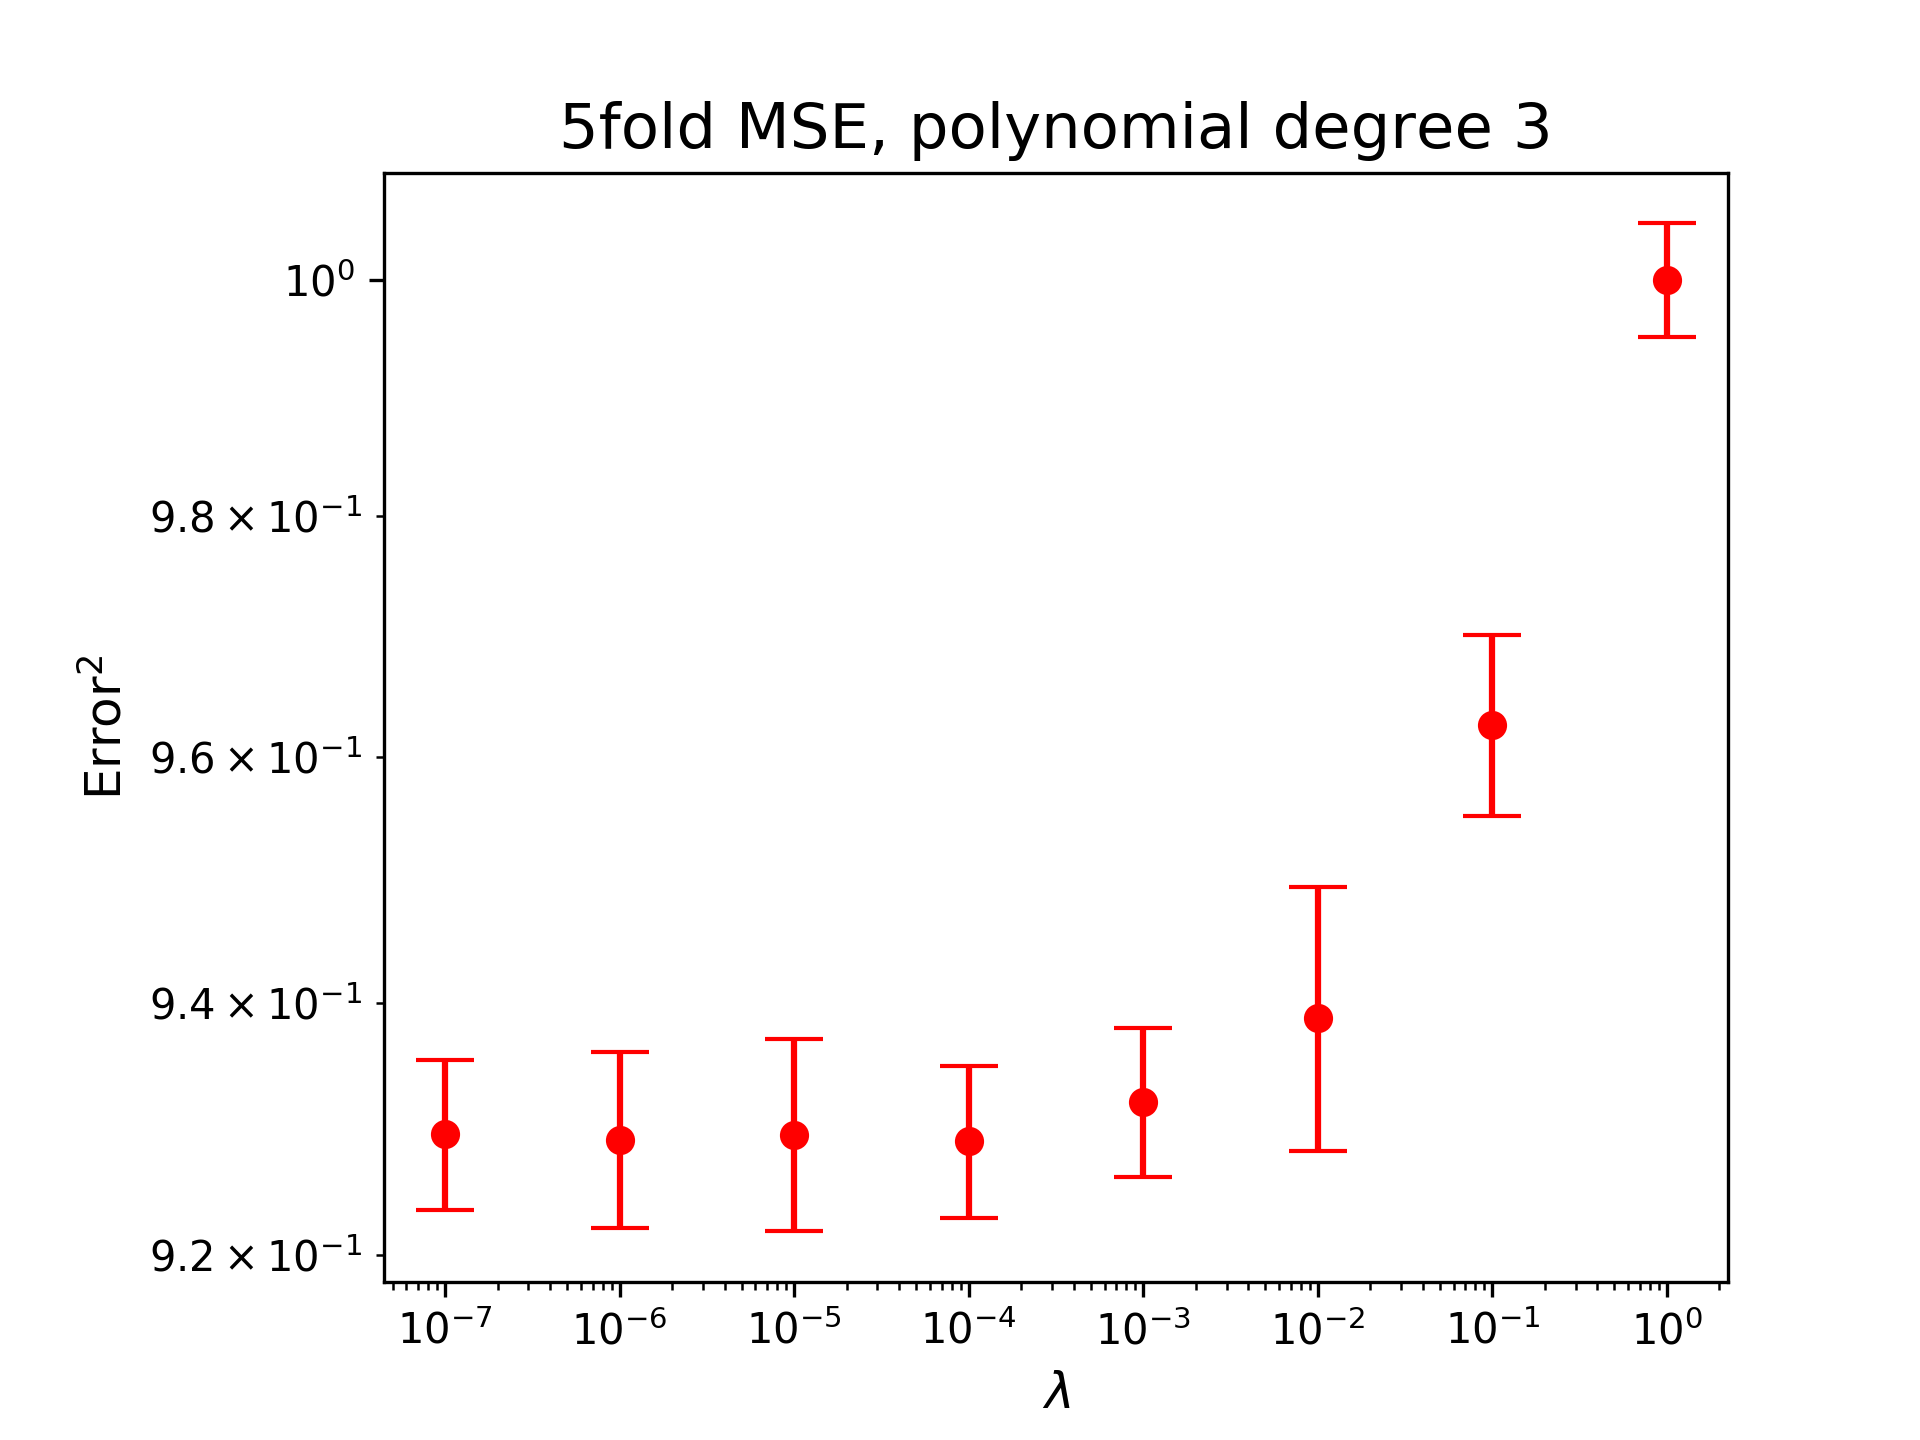 5fold MSE, polynomial degree 3
10⁰
9.8 × 10⁻¹
9.6 × 10⁻¹
9.4 × 10⁻¹
9.2 × 10⁻¹
Error²
10⁻⁷ 10⁻⁶ 10⁻⁵ 10⁻⁴ 10⁻³ 10⁻² 10⁻¹ 10⁰
λ